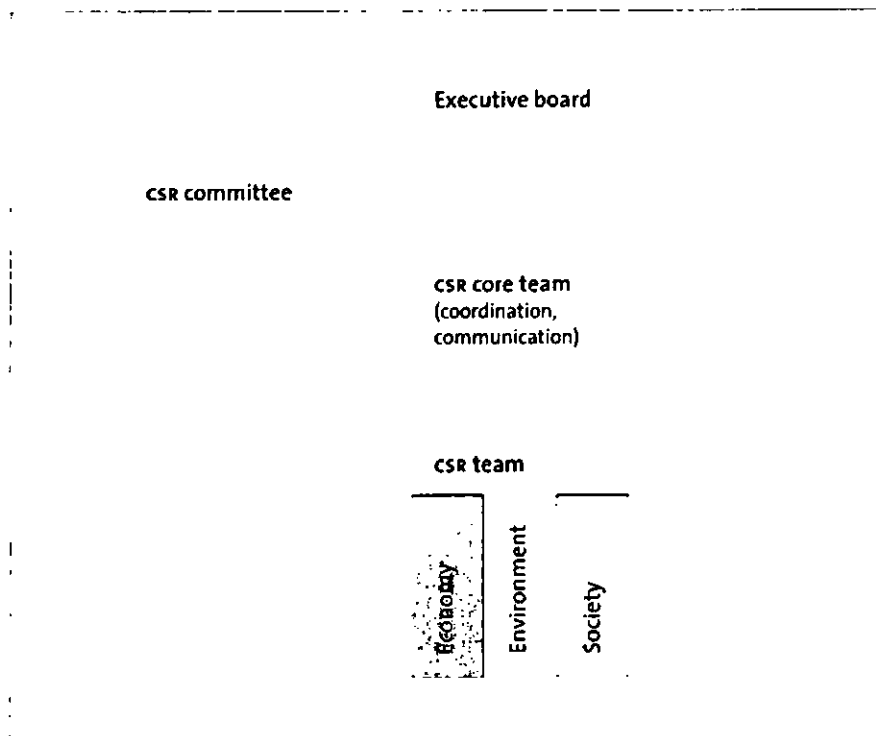 Executive board
CSR committee
CSR core team
(coordination,
communication)
CSR team
Economy
Environment
Society